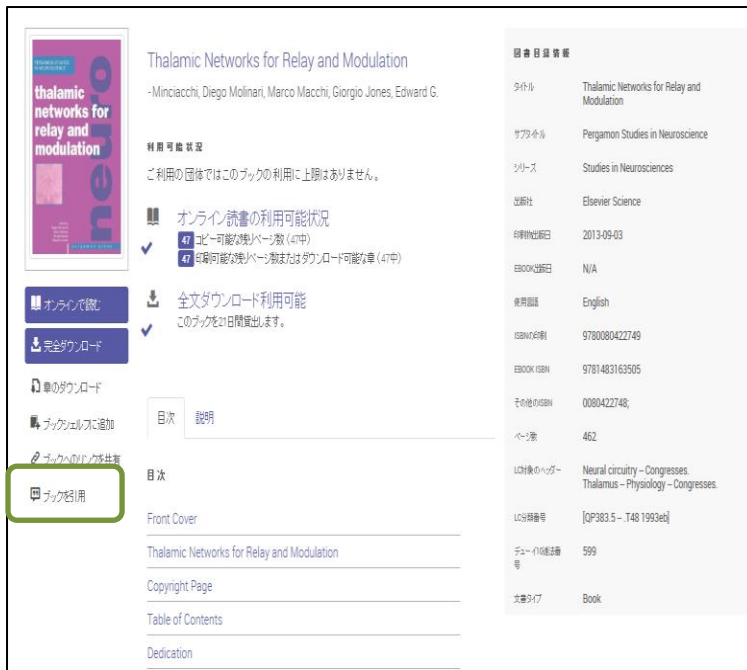 thalamic
networks for
relay and
modulation
neuro
オンラインで読む
完全ダウンロード
章のダウンロード
ブックシェルフに追加
ブックへのリンクを共有
ブックを引用
Thalamic Networks for Relay and Modulation
-Minciacchi, Diego Molinari, Marco Macchi, Giorgio Jones, Edward G.
利用可能状況
ご利用の団体ではこのブックの利用に上限はありません。
オンライン読書の利用可能状況
47 コピー可能な残りページ数 (47中)
47 印刷可能な残りページ数またはダウンロード可能な章 (47中)
全文ダウンロード利用可能
このブックを21日間貸出します。
目次 説明
目次
Front Cover
Thalamic Networks for Relay and Modulation
Copyright Page
Table of Contents
Dedication
図書目録情報
タイトル Thalamic Networks for Relay and
Modulation
サブタイトル Pergamon Studies in Neuroscience
シリーズ Studies in Neurosciences
出版社 Elsevier Science
印刷物出版日 2013-09-03
EBOOK出版日 N/A
使用言語 English
ISBNの印刷 9780080422749
EBOOK ISBN 9781483163505
その他のISBN 0080422748;
ページ数 462
LC対象のヘッダー Neural circuitry – Congresses.
Thalamus – Physiology – Congresses.
LC分類番号 [QP383.5 – .T48 1993eb]
デューイ10進法番
号 599
文書タイプ Book